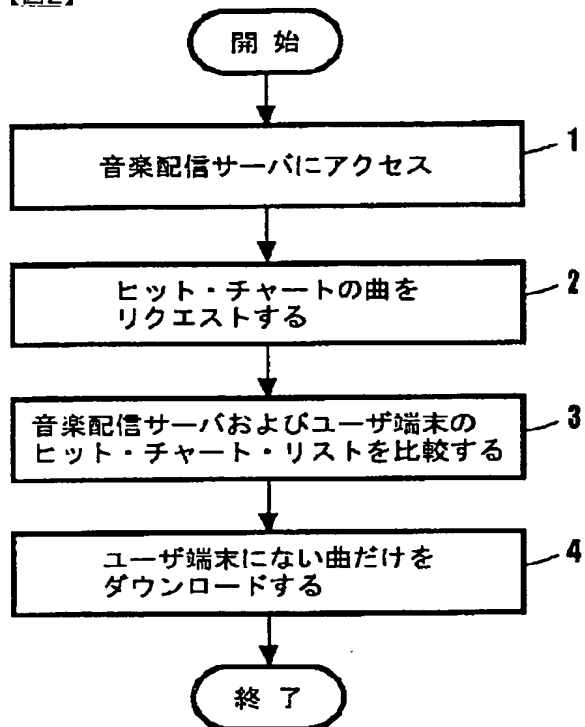 開 始
音楽配信サーバにアクセス
1
ヒット・チャートの曲を
リクエストする
2
音楽配信サーバおよびユーザ端末の
ヒット・チャート・リストを比較する
3
ユーザ端末にない曲だけを
ダウンロードする
4
終 了